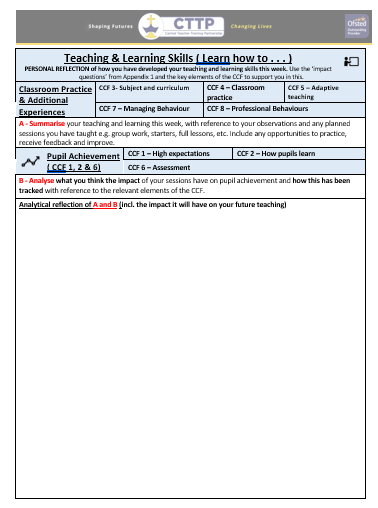 Shaping Futures
CTTP
Changing Lives
Ofsted
Outstanding
Provider
Teaching & Learning Skills ( Learn how to . . . )
PERSONAL REFLECTION of how you have developed your teaching and learning skills this week. Use the 'impact
questions' from Appendix 1 and the key elements of the CCF to support you in this.
Classroom Practice
& Additional
Experiences
CCF 3- Subject and curriculum
CCF 4 – Classroom
practice
CCF 5 – Adaptive
teaching
CCF 7 – Managing Behaviour
CCF 8 – Professional Behaviours
A - Summarise your teaching and learning this week, with reference to your observations and any planned
sessions you have taught e.g. group work, starters, full lessons, etc. Include any opportunities to practice,
receive feedback and improve.
Pupil Achievement
( CCF 1, 2 & 6)
CCF 1 – High expectations
CCF 2 – How pupils learn
CCF 6 – Assessment
B - Analyse what you think the impact of your sessions have on pupil achievement and how this has been
tracked with reference to the relevant elements of the CCF.
Analytical reflection of A and B (incl. the impact it will have on your future teaching)